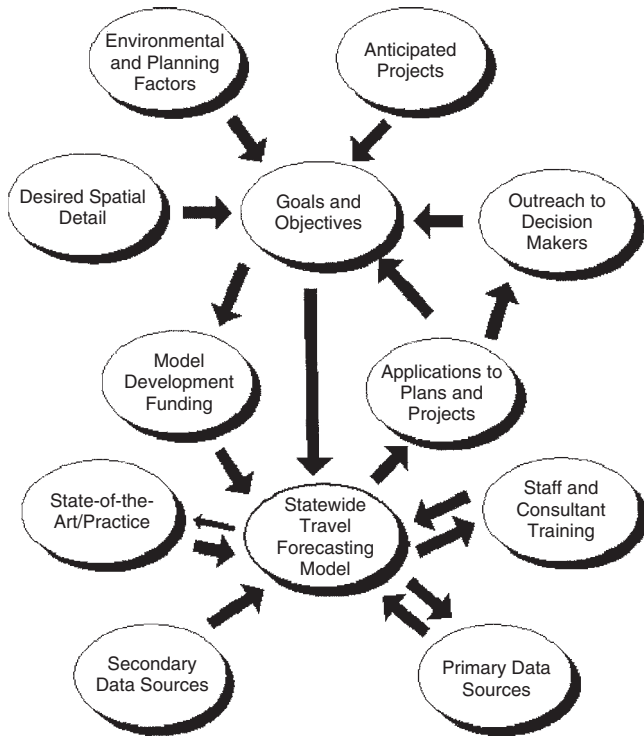 Environmental
and Planning
Factors
Anticipated
Projects
Desired Spatial
Detail
Goals and
Objectives
Outreach to
Decision
Makers
Model
Development
Funding
Applications to
Plans and
Projects
State-of-the-
Art/Practice
Statewide
Travel
Forecasting
Model
Staff and
Consultant
Training
Secondary
Data Sources
Primary Data
Sources